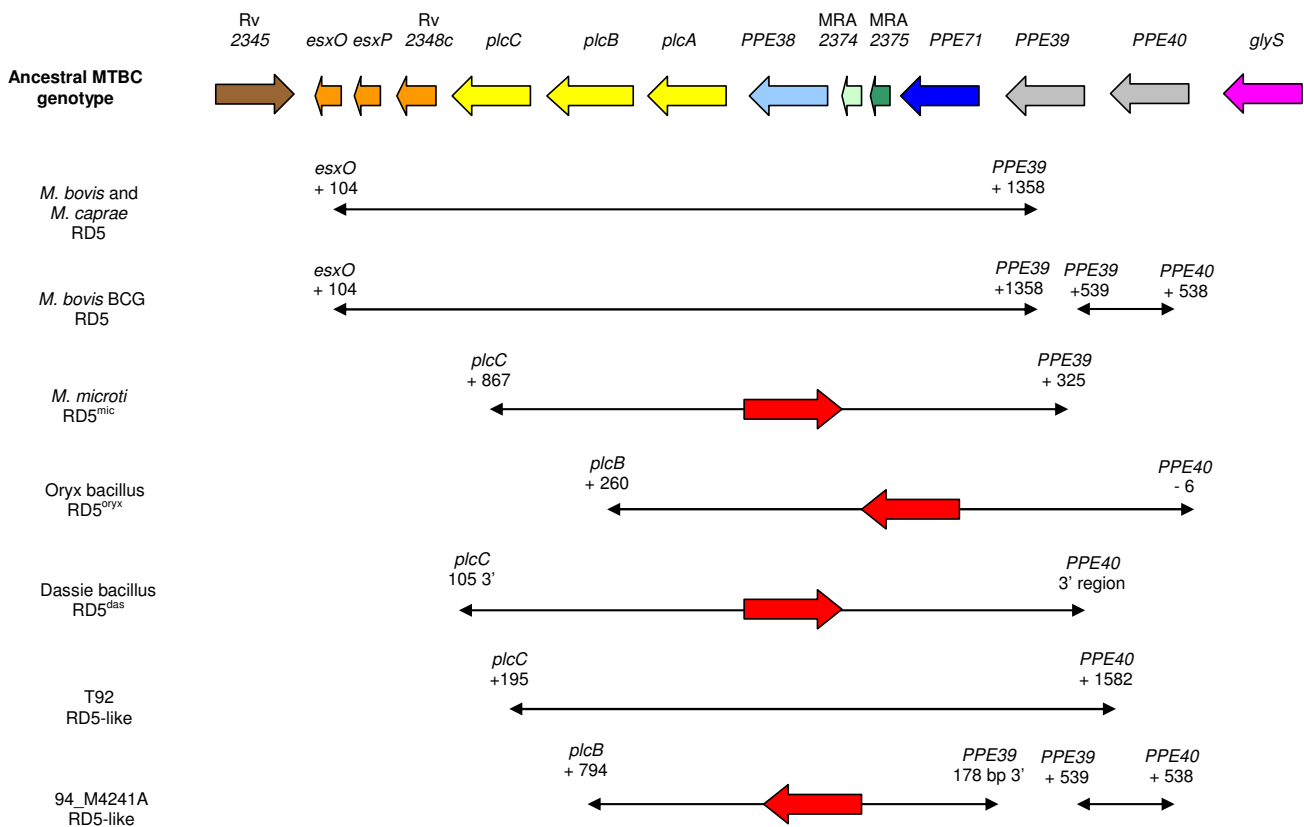 Rv Rv MRA MRA
2345 esxO esxP 2348c plcC plcB plcA PPE38 2374 2375 PPE71 PPE39 PPE40 glyS
Ancestral MTBC
genotype
esxO PPE39
+ 104 + 1358
M. bovis and
M. caprae
RD5
esxO PPE39 PPE39 PPE40
+ 104 +1358 +539 + 538
M. bovis BCG
RD5
plcC PPE39
+ 867 + 325
M. microti
RD5mic
plcB PPE40
+ 260 - 6
Oryx bacillus
RD5oryx
plcC PPE40
105 3’ 3’ region
Dassie bacillus
RD5das
plcC PPE40
+195 + 1582
T92
RD5-like
plcB PPE39 PPE39 PPE40
+ 794 178 bp 3’ + 539 + 538
94_M4241A
RD5-like